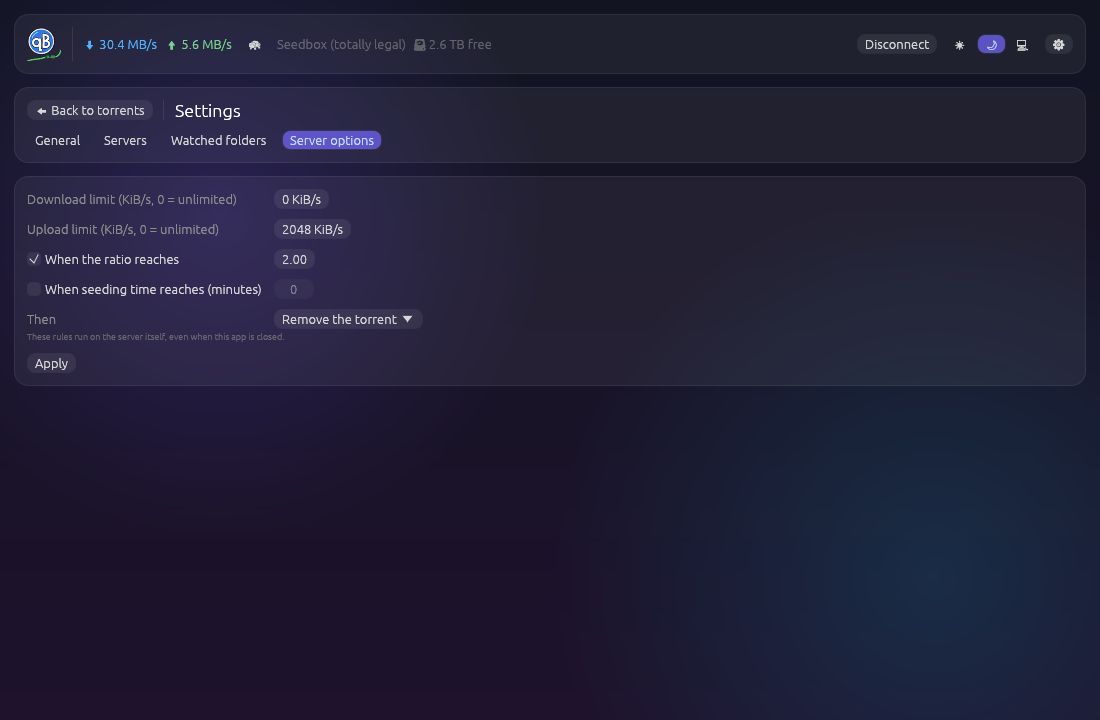 qB 30.4 MB/s 5.6 MB/s Seedbox (totally legal) 2.6 TB free Disconnect
Back to torrents Settings
General Servers Watched folders Server options
Download limit (KiB/s, 0 = unlimited) 0 KiB/s
Upload limit (KiB/s, 0 = unlimited) 2048 KiB/s
When the ratio reaches 2.00
When seeding time reaches (minutes) 0
Then Remove the torrent
These rules run on the server itself, even when this app is closed.
Apply